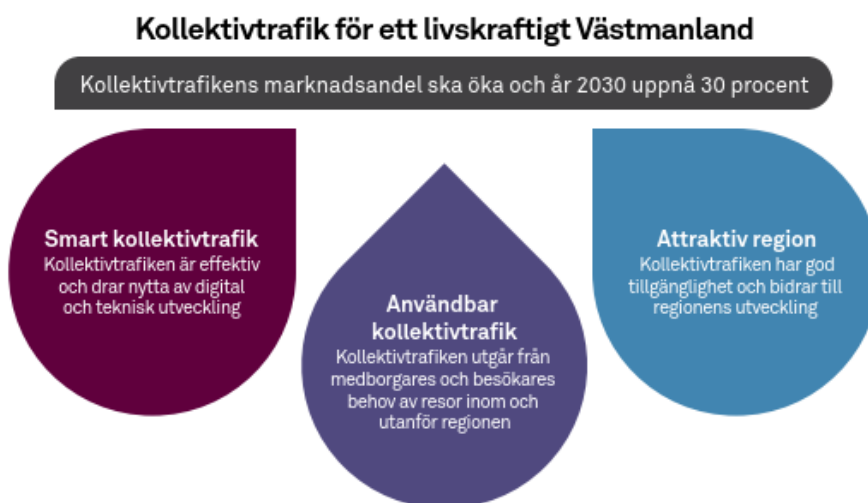 Kollektivtrafik för ett livskraftigt Västmanland
Kollektivtrafikens marknadsandel ska öka och år 2030 uppnå 30 procent
Smart kollektivtrafik
Kollektivtrafiken är effektiv
och drar nytta av digital
och teknisk utveckling
Användbar
kollektivtrafik
Kollektivtrafiken utgår från
medborgares och besökares
behov av resor inom och
utanför regionen
Attraktiv region
Kollektivtrafiken har god
tillgänglighet och bidrar till
regionens utveckling